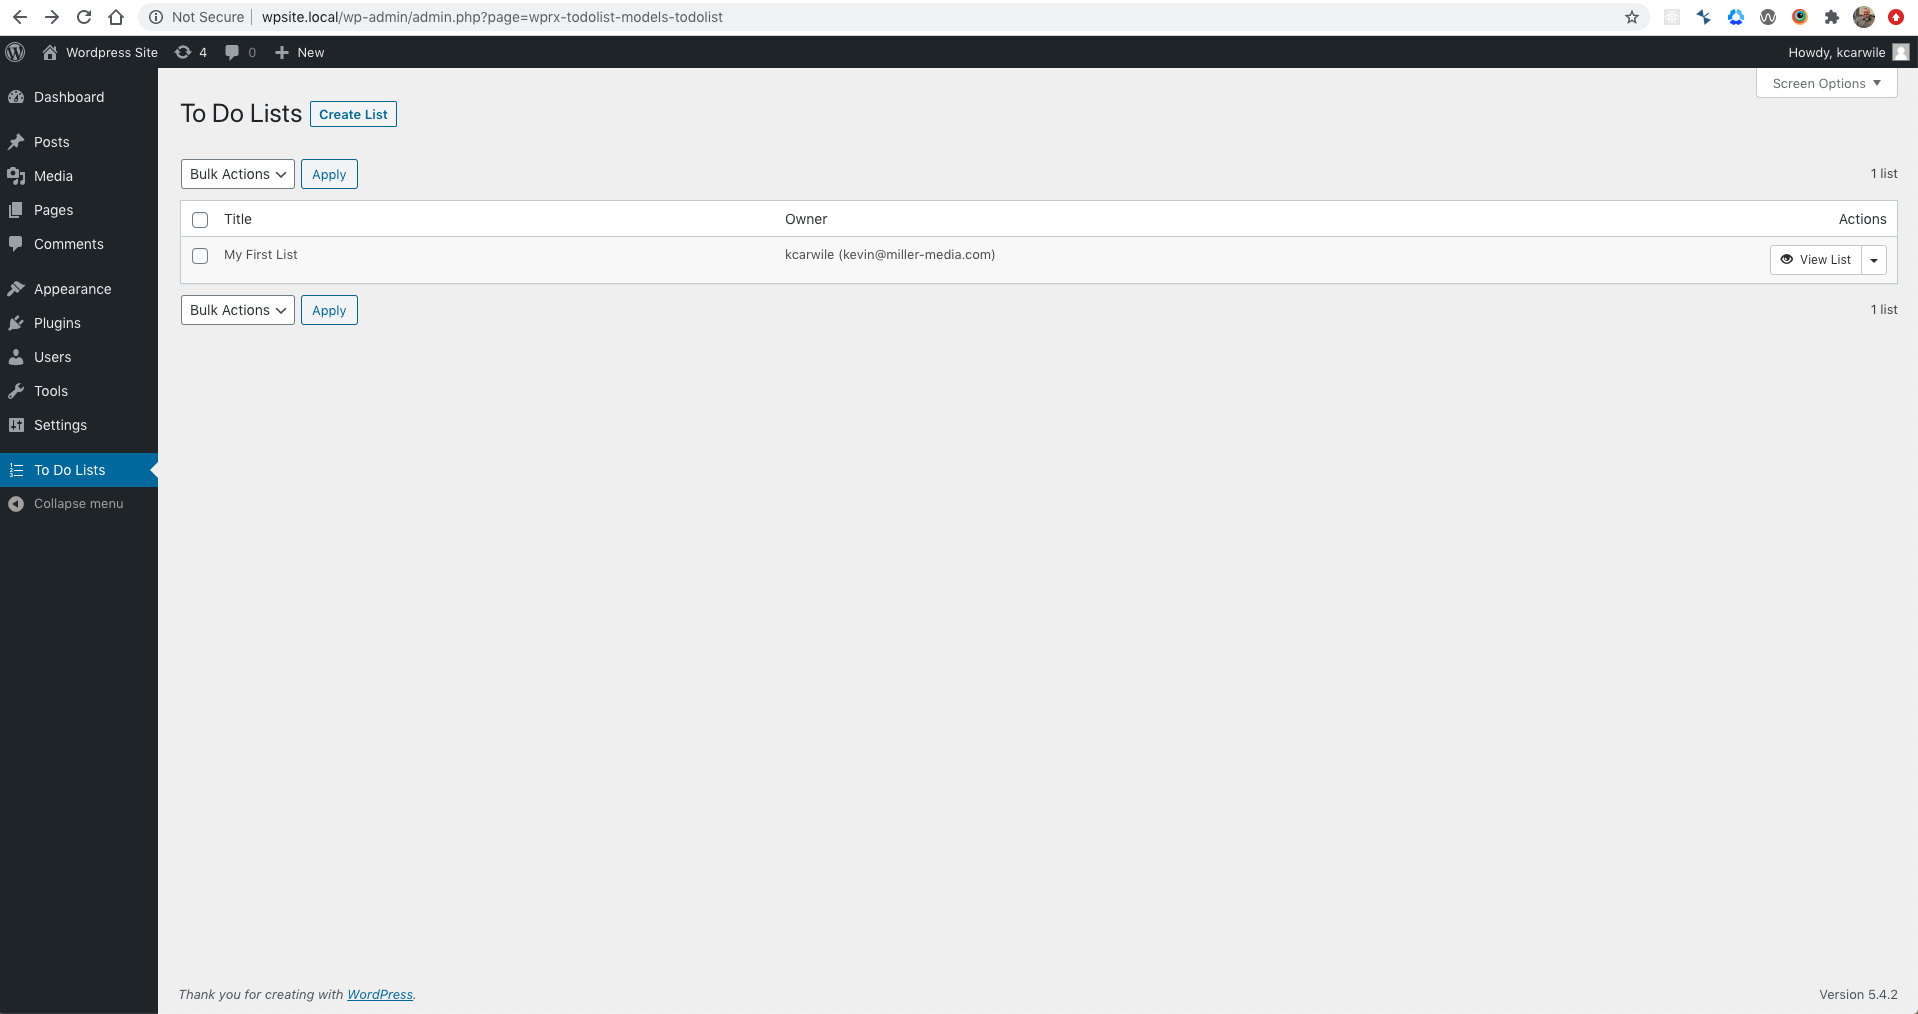 Not Secure wpsite.local/wp-admin/admin.php?page=wprx-todolist-models-todolist
Wordpress Site 4 0 New Howdy, kcarwile
Screen Options
Dashboard
Posts
Media
Pages
Comments
Appearance
Plugins
Users
Tools
Settings
To Do Lists
Collapse menu
To Do Lists Create List
Bulk Actions Apply 1 list
Title Owner Actions
My First List kcarwile (kevin@miller-media.com) View List
Bulk Actions Apply 1 list
Thank you for creating with WordPress. Version 5.4.2